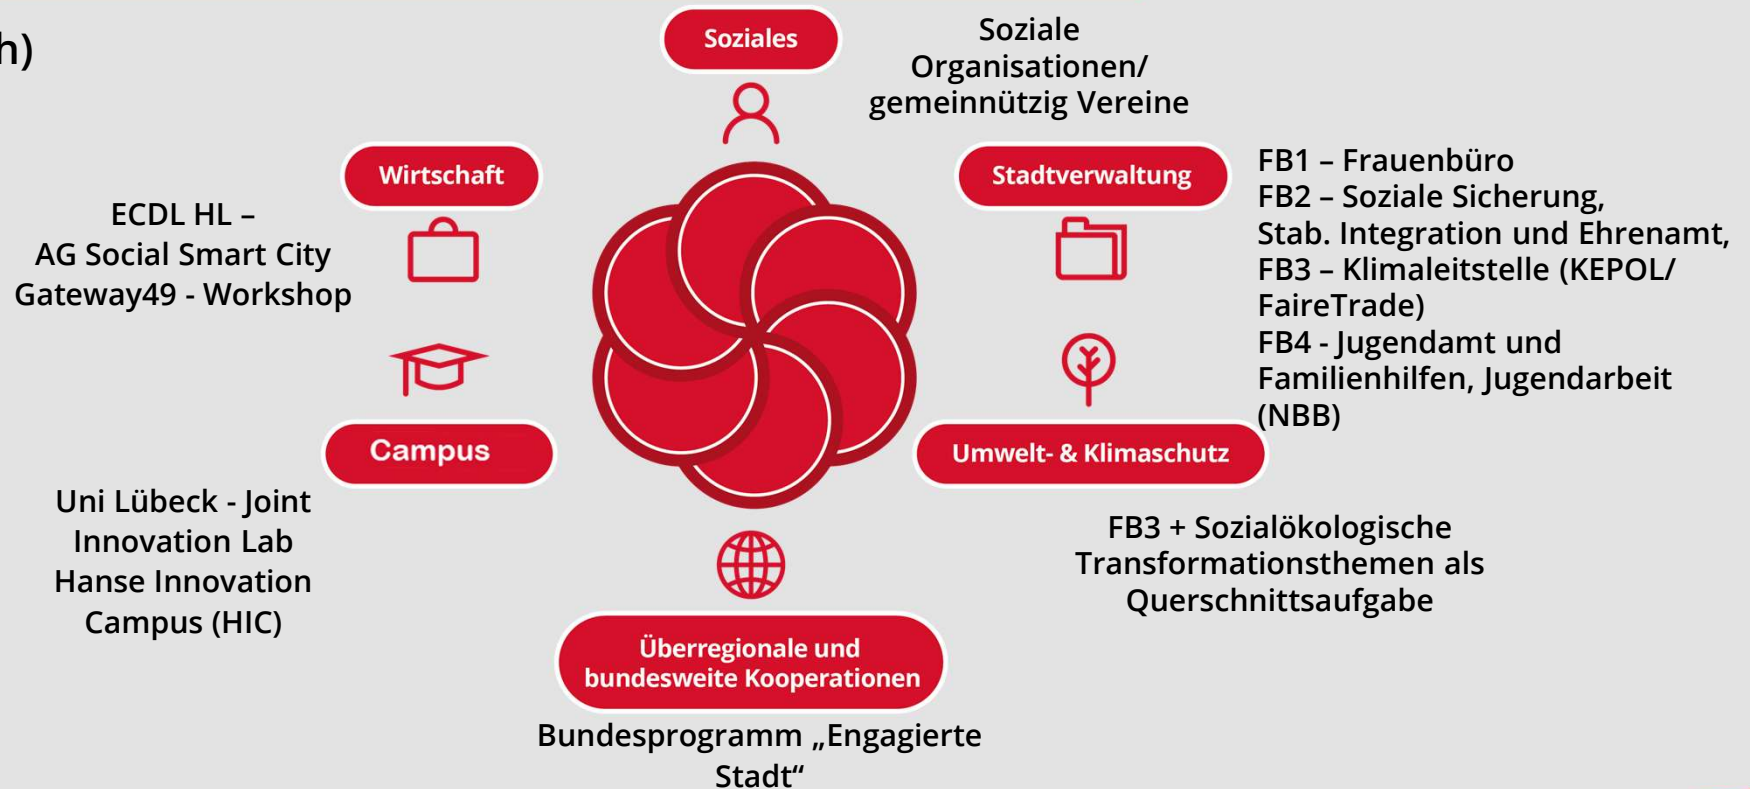 h)
Soziales
Soziale
Organisationen/
gemeinnützig Vereine
Wirtschaft
ECDL HL –
AG Social Smart City
Gateway49 - Workshop
Stadtverwaltung
FB1 – Frauenbüro
FB2 – Soziale Sicherung,
Stab. Integration und Ehrenamt,
FB3 – Klimaleitstelle (KEPOL/
FaireTrade)
FB4 - Jugendamt und
Familienhilfen, Jugendarbeit
(NBB)
Campus
Uni Lübeck - Joint
Innovation Lab
Hanse Innovation
Campus (HIC)
Umwelt- & Klimaschutz
FB3 + Sozialökologische
Transformationsthemen als
Querschnittsaufgabe
Überregionale und
bundesweite Kooperationen
Bundesprogramm „Engagierte
Stadt“